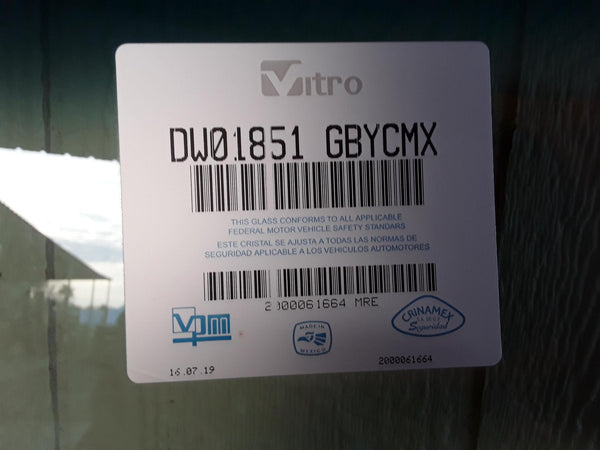 Vitro
DW01851 GBYCMX
THIS GLASS CONFORMS TO ALL APPLICABLE
FEDERAL MOTOR VEHICLE SAFETY STANDARS
ESTE CRISTAL SE AJUSTA A TODAS LAS NORMAS DE
SEGURIDAD APLICABLE A LOS VEHICULOS AUTOMOTORES
2000061664 MRE
vpm
MADE IN
MEXICO
CRINAMEX
Seguridad
16.07.19
2000061664